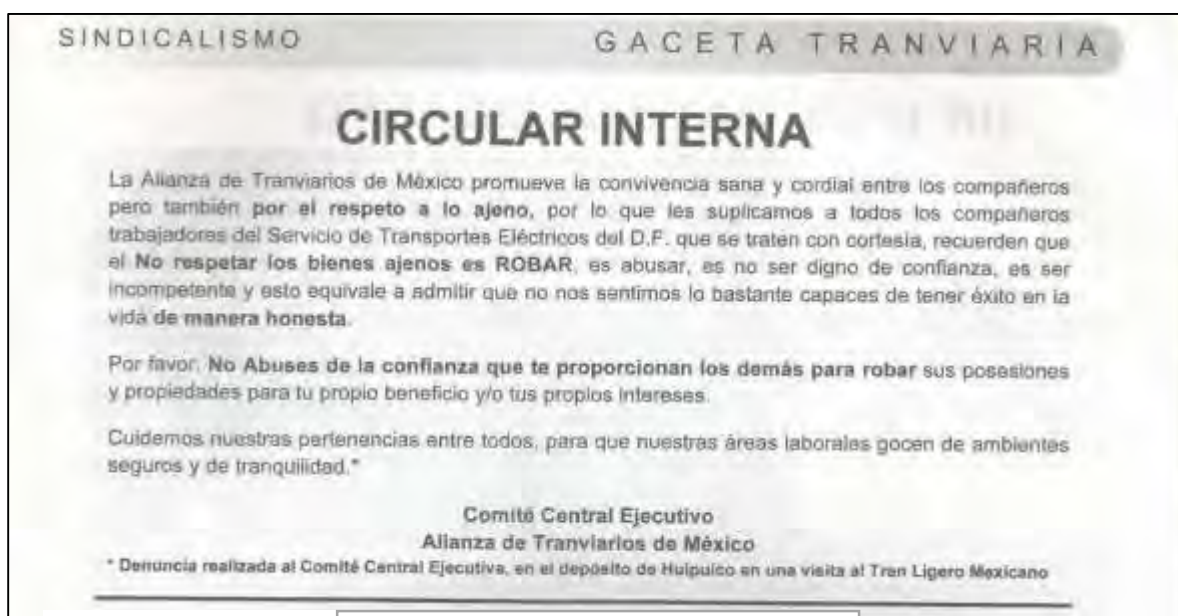 SINDICALISMO GACETA TRANVIARIA
CIRCULAR INTERNA
La Alianza de Tranviarios de México promueve la convivencia sana y cordial entre los compañeros
pero también por el respeto a lo ajeno, por lo que les suplicamos a todos los compañeros
trabajadores del Servicio de Transportes Eléctricos del D.F. que se traten con cortesía, recuerden que
el No respetar los bienes ajenos es ROBAR, es abusar, es no ser digno de confianza, es ser
incompetente y esto equivale a admitir que no nos sentimos lo bastante capaces de tener éxito en la
vida de manera honesta.
Por favor, No Abuses de la confianza que te proporcionan los demás para robar sus posesiones
y propiedades para tu propio beneficio y/o tus propios intereses.
Cuidemos nuestras pertenencias entre todos, para que nuestras áreas laborales gocen de ambientes
seguros y de tranquilidad.*
Comité Central Ejecutivo
Alianza de Tranviarios de México
* Denuncia realizada al Comité Central Ejecutiva, en el depósito de Huipulco en una visita al Tren Ligero Mexicano